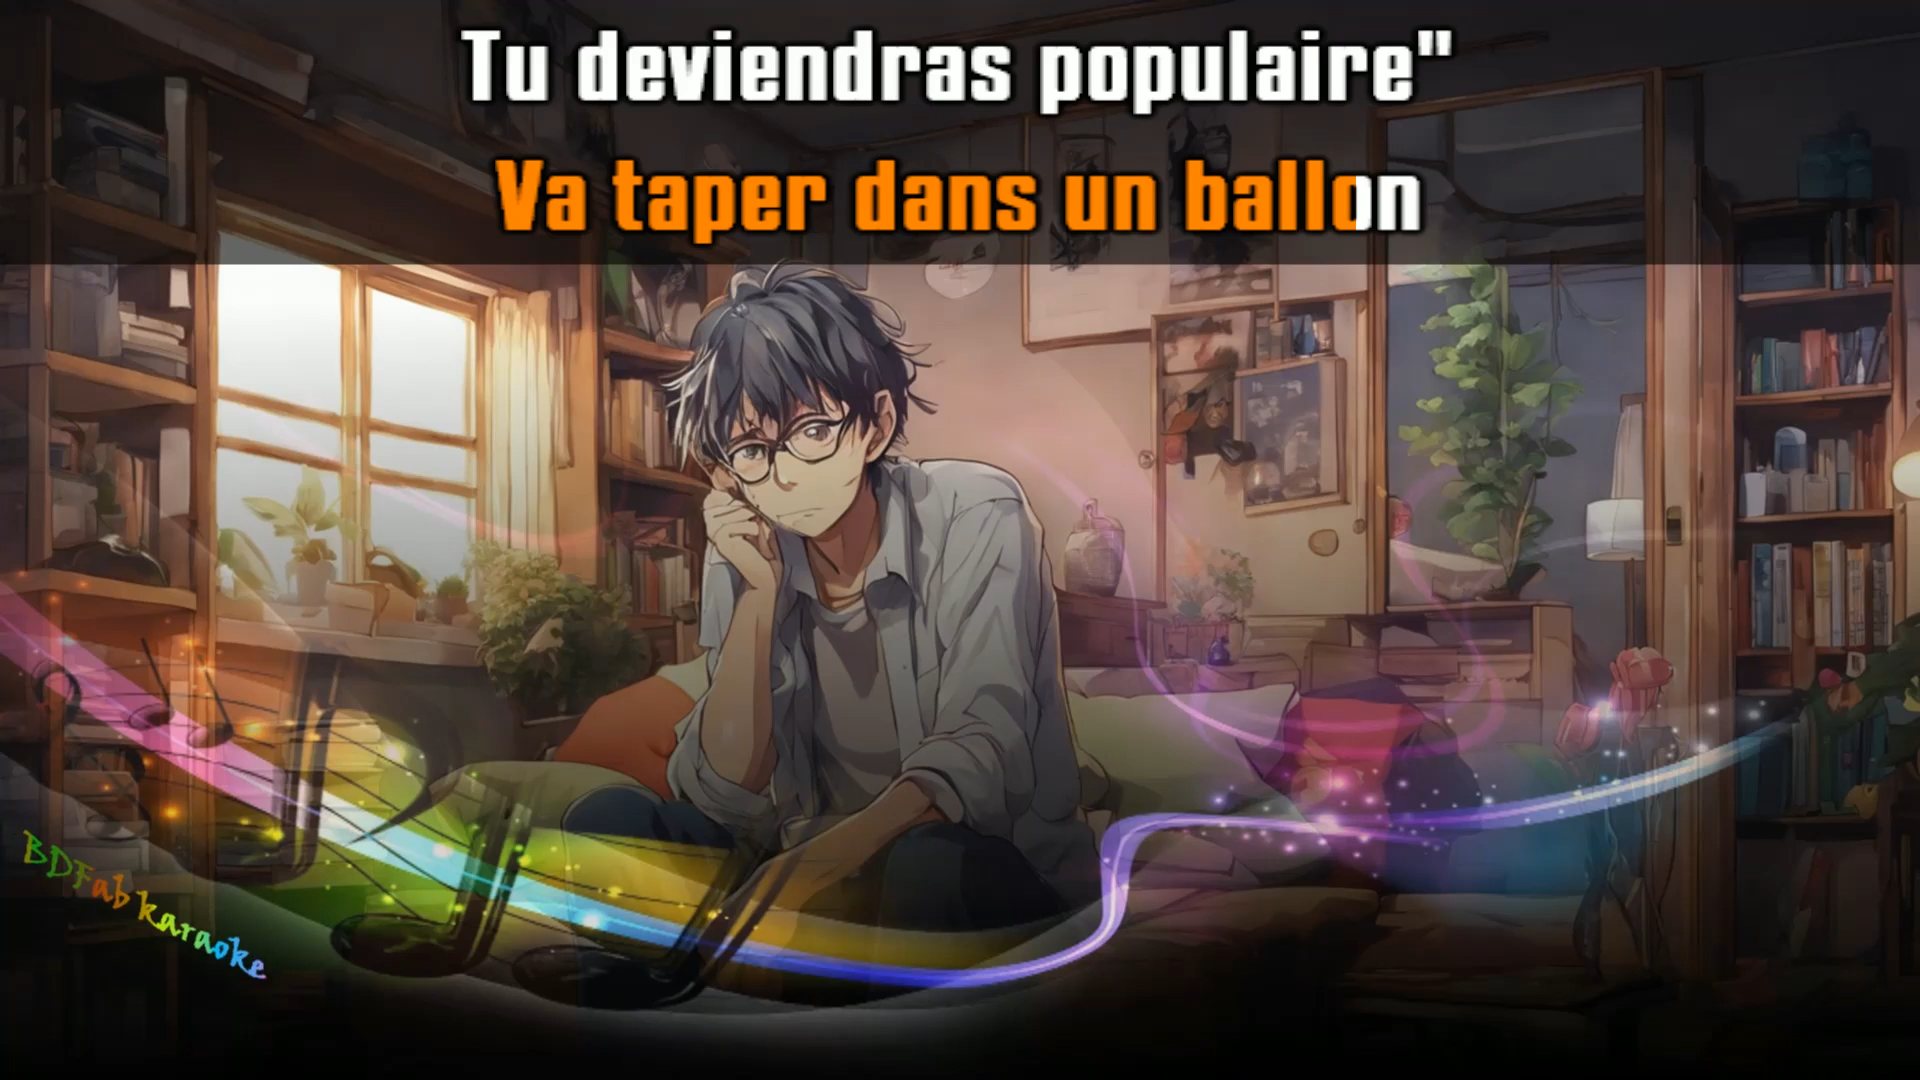 Tu deviendras populaire"
Va taper dans un ballon
BDFab karaoke